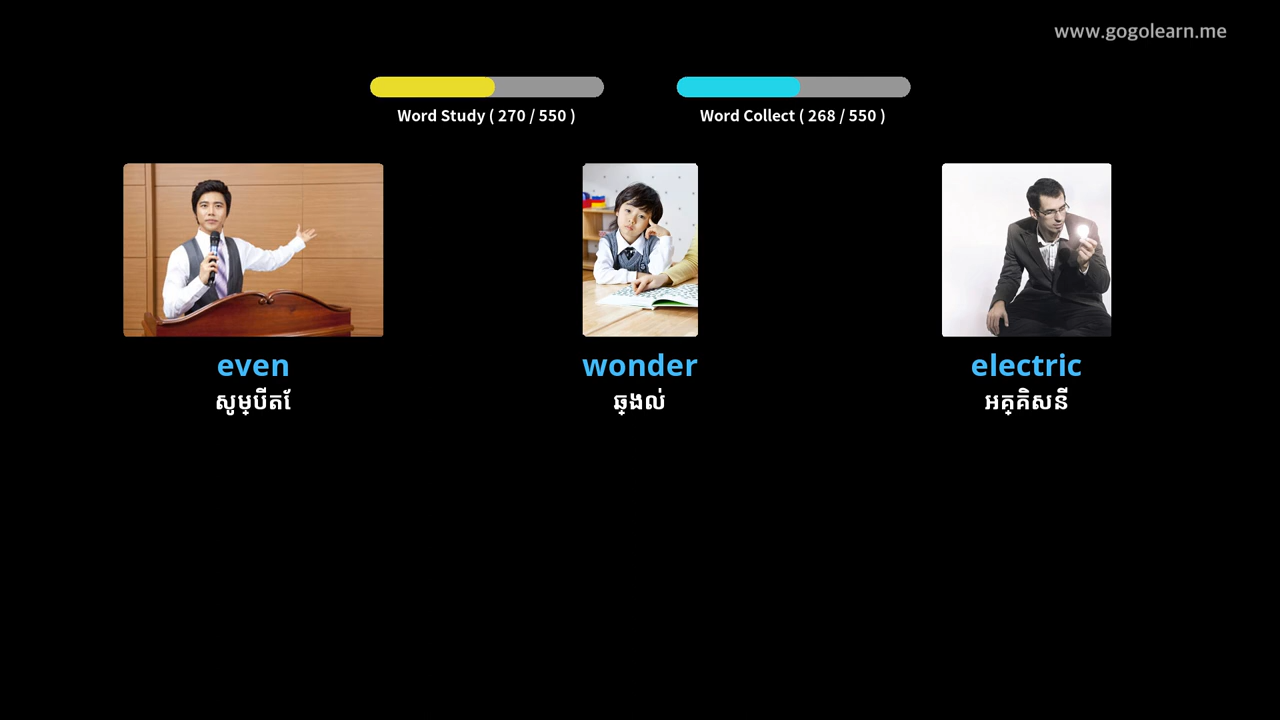 www.gogolearn.me
Word Study ( 270 / 550 )
Word Collect ( 268 / 550 )
even
wonder
electric
សូម្បីតែ
ឆ្ងល់
អគ្គិសនី